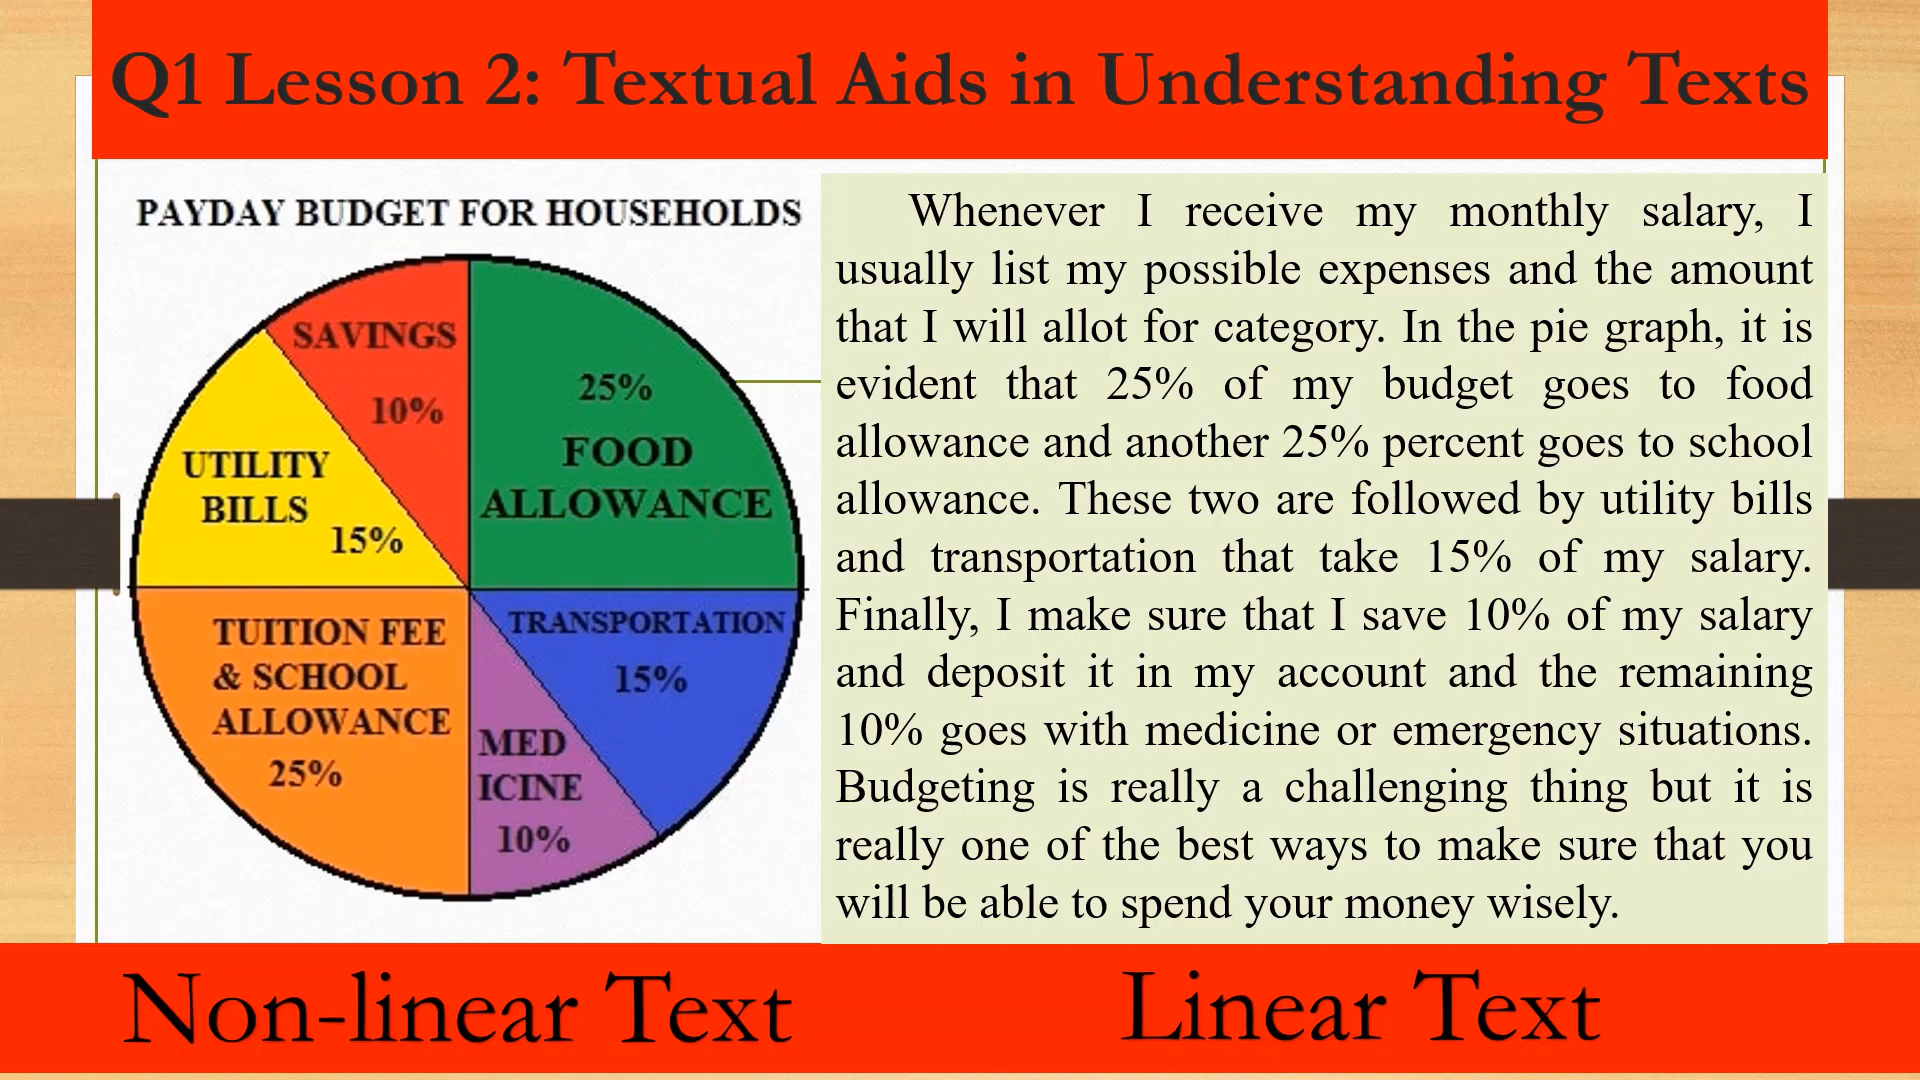 Q1 Lesson 2: Textual Aids in Understanding Texts
PAYDAY BUDGET FOR HOUSEHOLDS
SAVINGS
10%
25%
FOOD
ALLOWANCE
UTILITY
BILLS
15%
TUITION FEE
& SCHOOL
ALLOWANCE
25%
TRANSPORTATION
15%
MED
ICINE
10%
Whenever I receive my monthly salary, I
usually list my possible expenses and the amount
that I will allot for category. In the pie graph, it is
evident that 25% of my budget goes to food
allowance and another 25% percent goes to school
allowance. These two are followed by utility bills
and transportation that take 15% of my salary.
Finally, I make sure that I save 10% of my salary
and deposit it in my account and the remaining
10% goes with medicine or emergency situations.
Budgeting is really a challenging thing but it is
really one of the best ways to make sure that you
will be able to spend your money wisely.
Non-linear Text
Linear Text